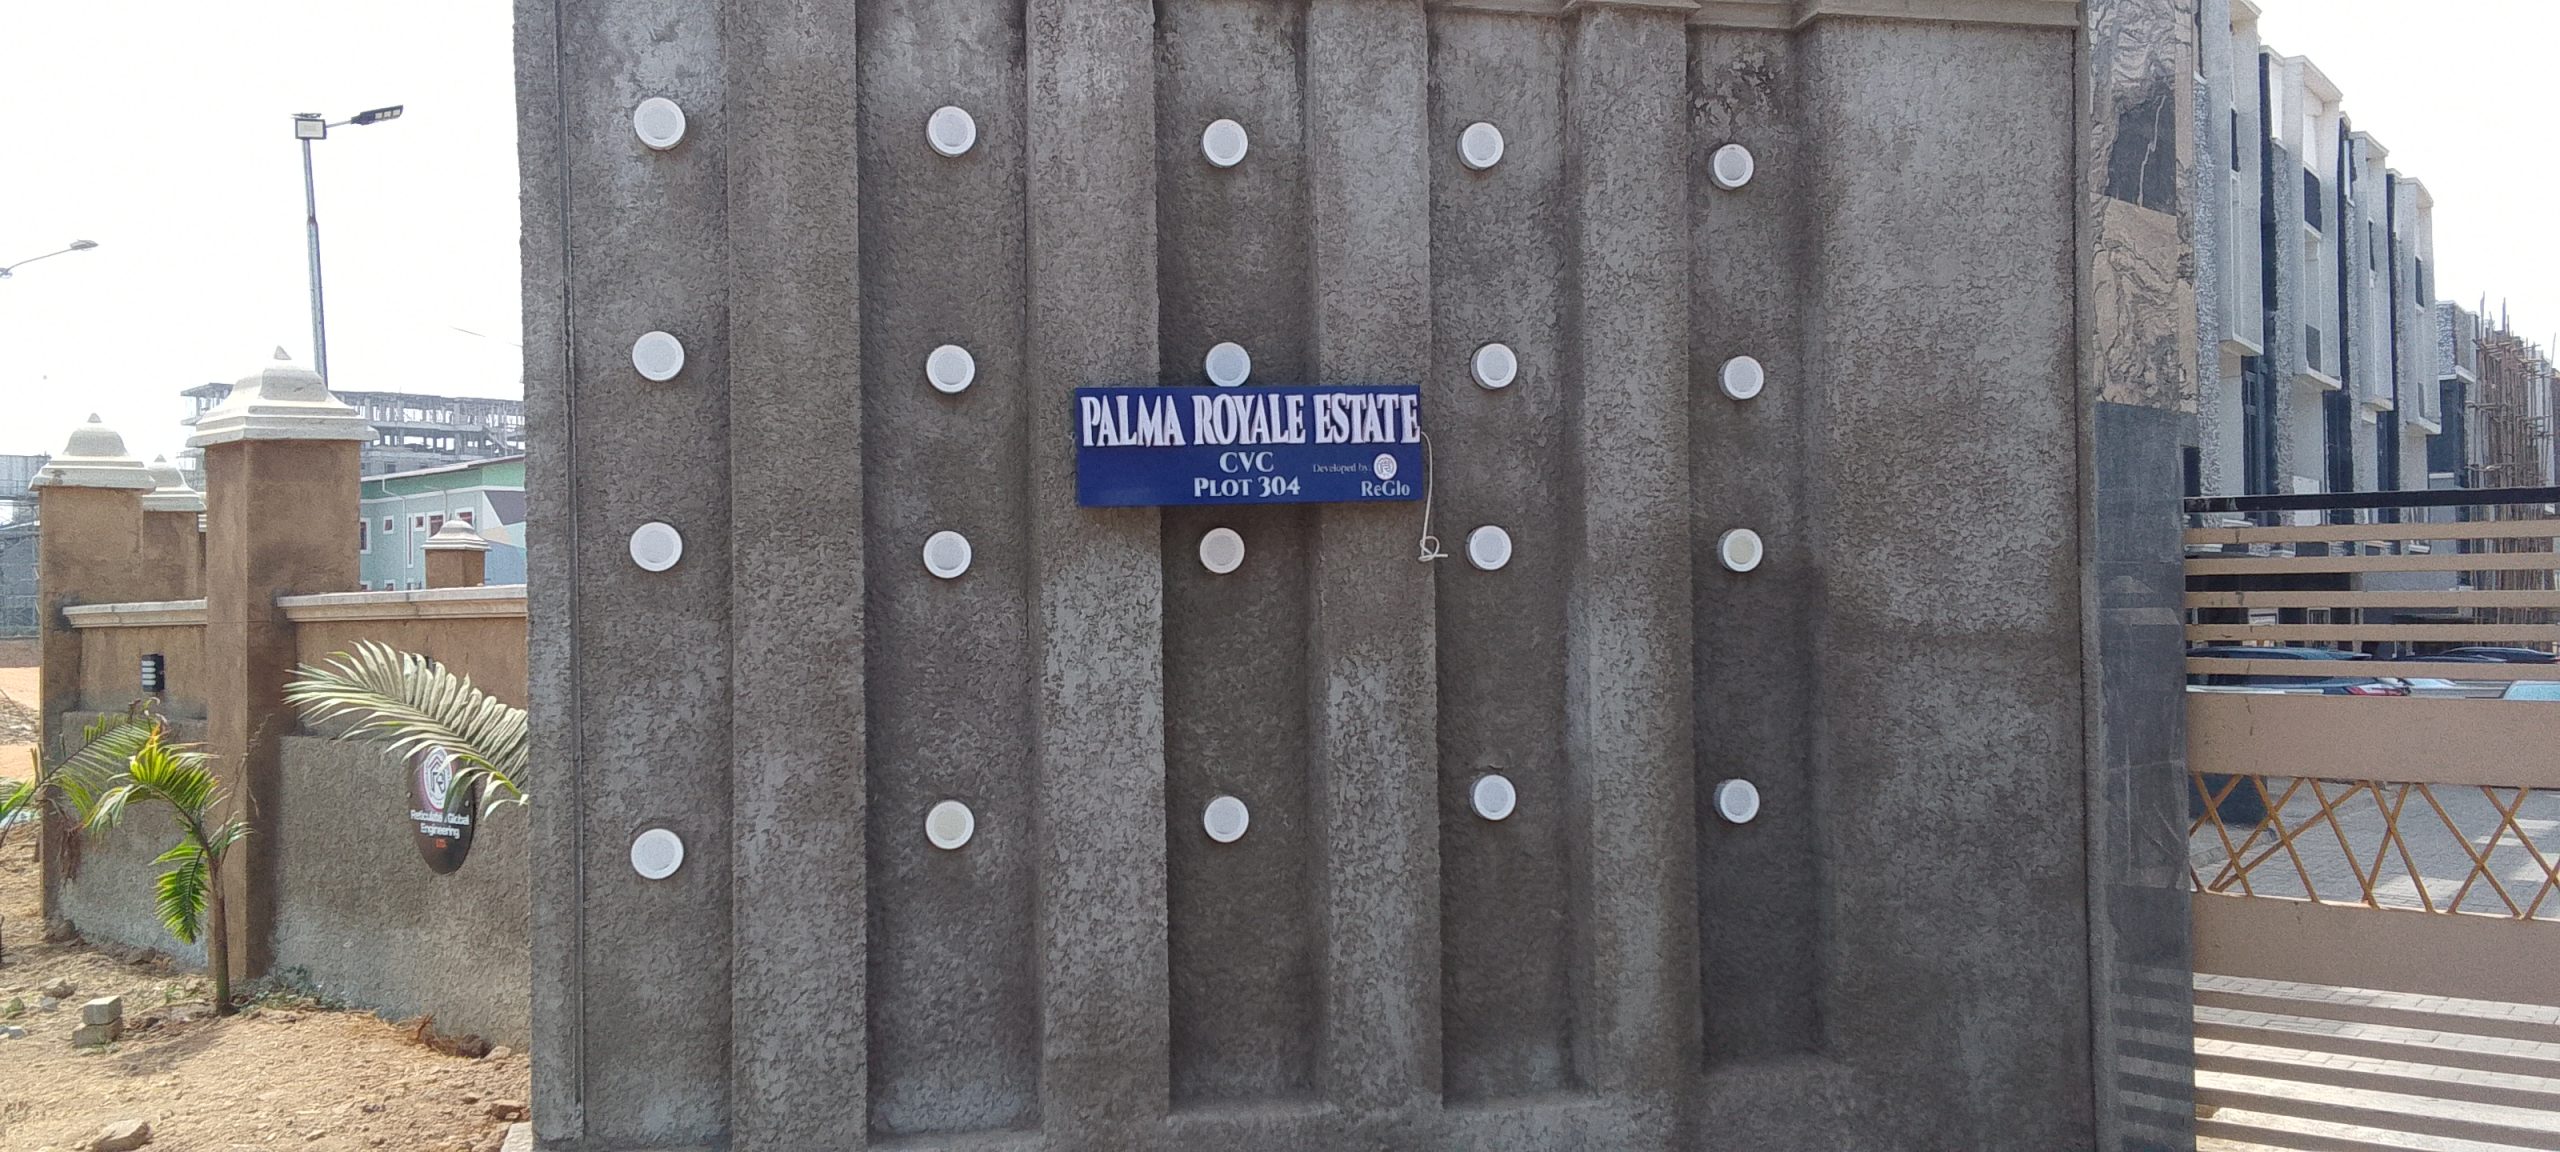 PALMA ROYALE ESTATE
CVC
PLOT 304
Developed by:
ReGlo
Reticulate Global
Engineering